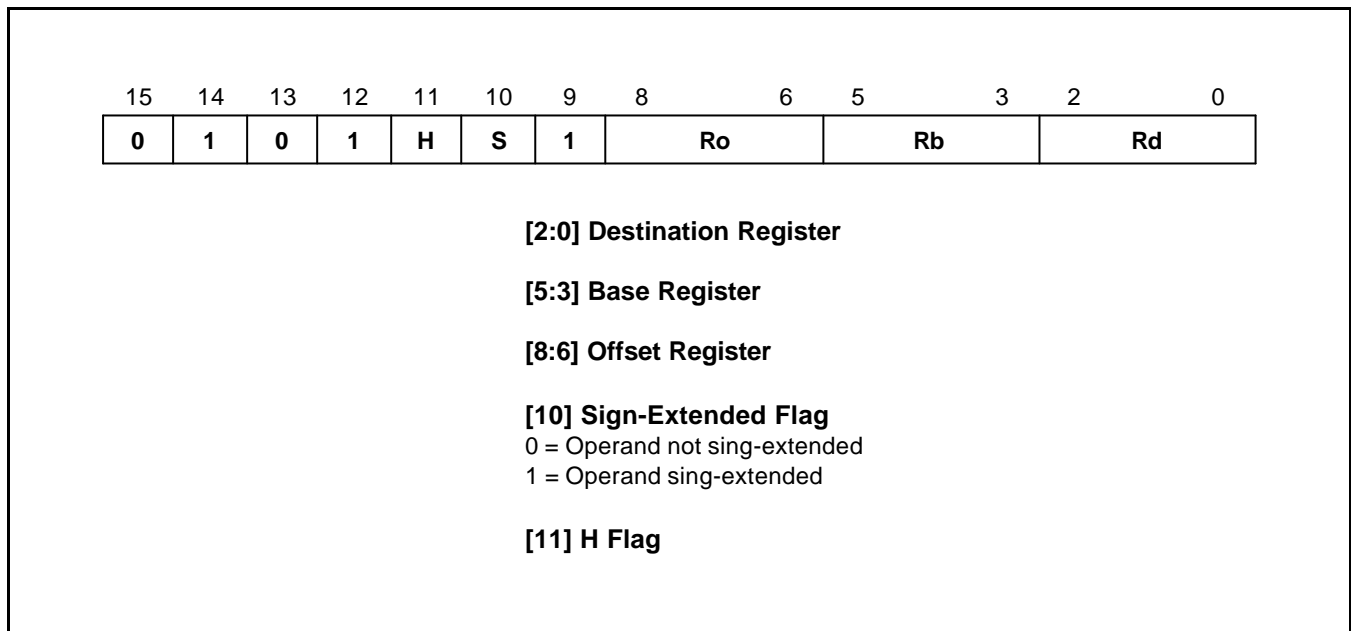 15 14 13 12 11 10 9 8 6 5 3 2 0
0 1 0 1 H S 1 Ro Rb Rd
[2:0] Destination Register
[5:3] Base Register
[8:6] Offset Register
[10] Sign-Extended Flag
0 = Operand not sing-extended
1 = Operand sing-extended
[11] H Flag